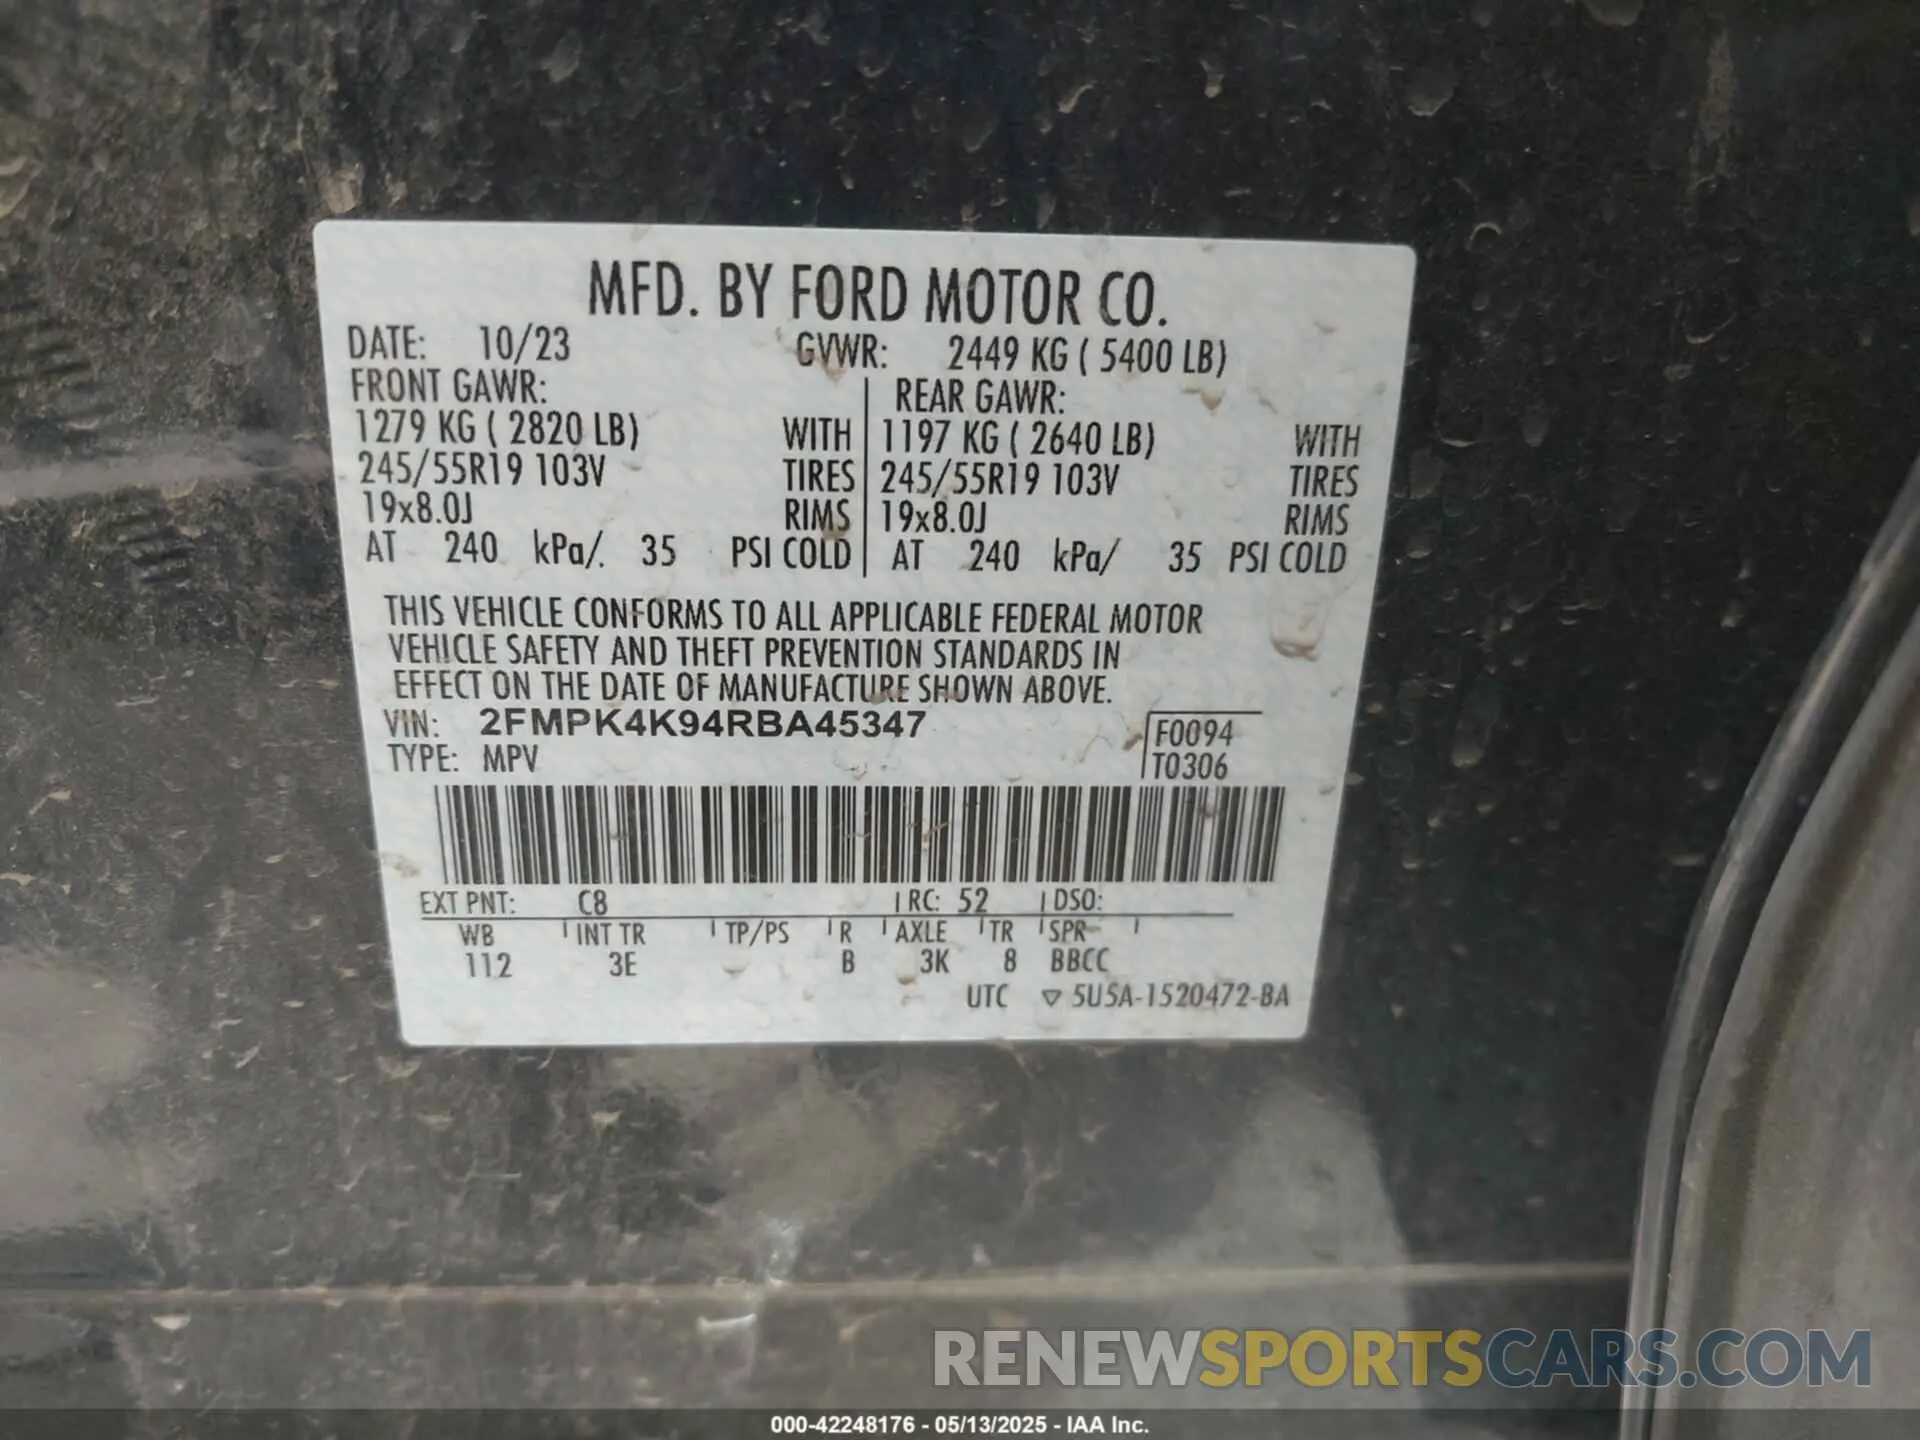 MFD. BY FORD MOTOR CO.
DATE: 10/23 GVWR: 2449 KG ( 5400 LB)
FRONT GAWR: REAR GAWR:
1279 KG ( 2820 LB) WITH 1197 KG ( 2640 LB) WITH
245/55R19 103V TIRES 245/55R19 103V TIRES
19x8.0J RIMS 19x8.0J RIMS
AT 240 kPa/. 35 PSI COLD AT 240 kPa/ 35 PSI COLD
THIS VEHICLE CONFORMS TO ALL APPLICABLE FEDERAL MOTOR
VEHICLE SAFETY AND THEFT PREVENTION STANDARDS IN
EFFECT ON THE DATE OF MANUFACTURE SHOWN ABOVE.
VIN: 2FMPK4K94RBA45347 F0094
TYPE: MPV T0306
EXT PNT: C8 RC: 52 DSO:
WB INT TR TP/PS R AXLE TR SPR
112 3E B 3K 8 BBCC
UTC ▽ 5U5A-1520472-BA
RENEWSPORTSCARS.COM
000-42248176 - 05/13/2025 - IAA Inc.